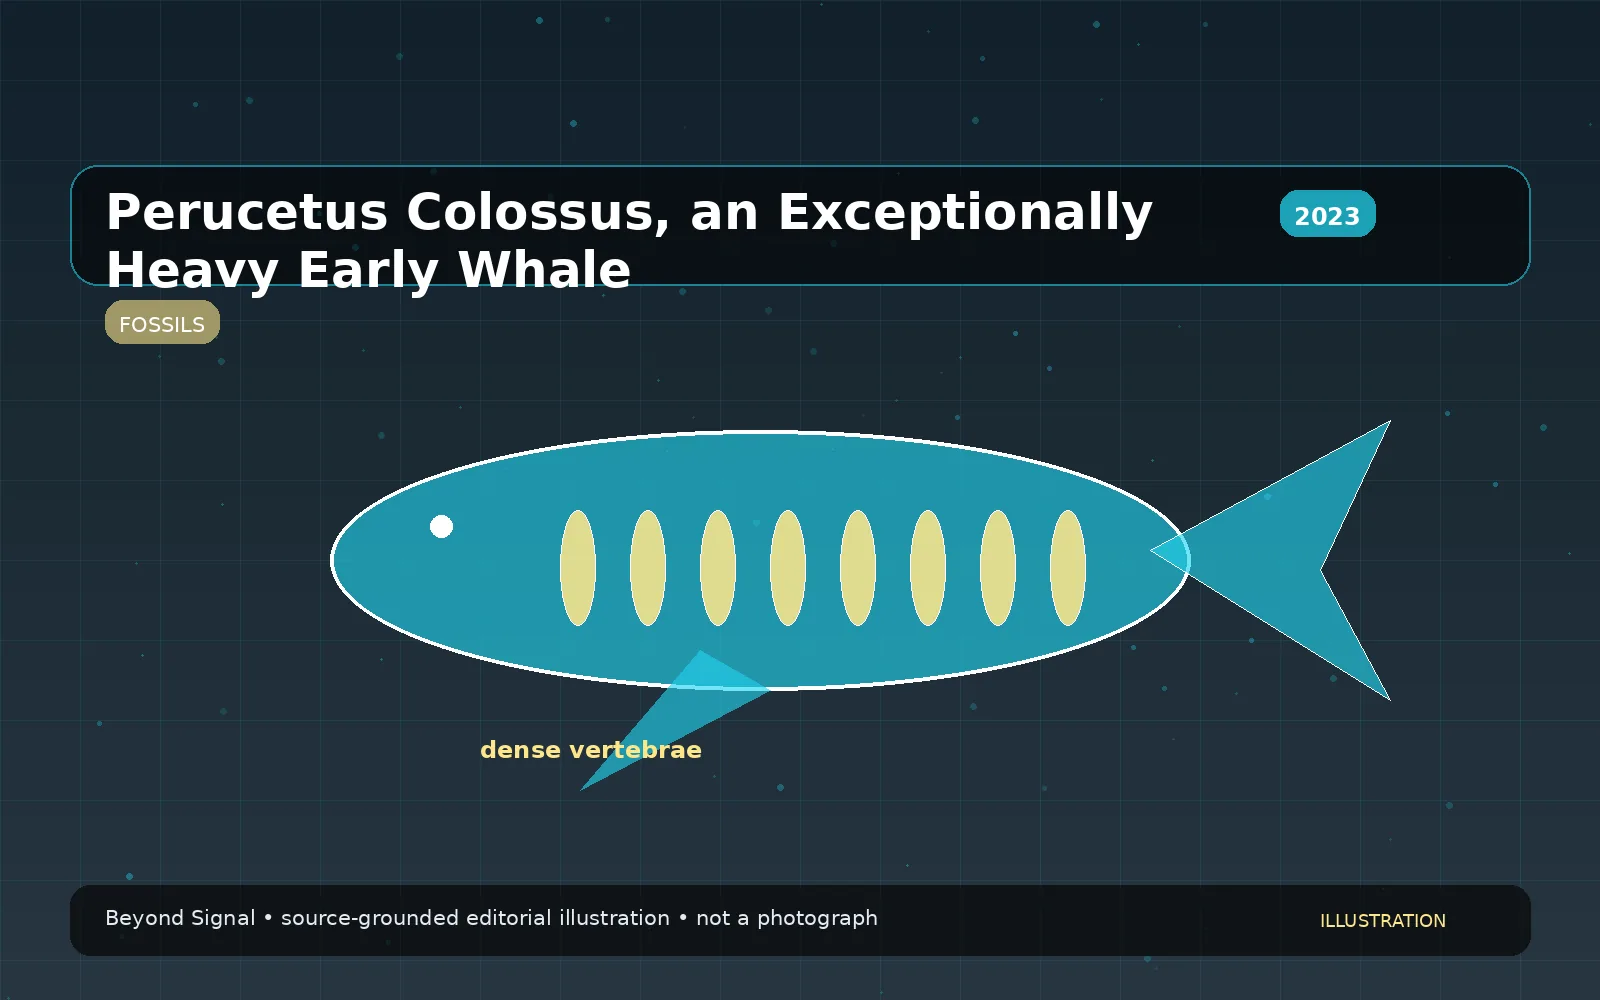 Perucetus Colossus, an Exceptionally
Heavy Early Whale
2023
FOSSILS
dense vertebrae
Beyond Signal • source-grounded editorial illustration • not a photograph
ILLUSTRATION